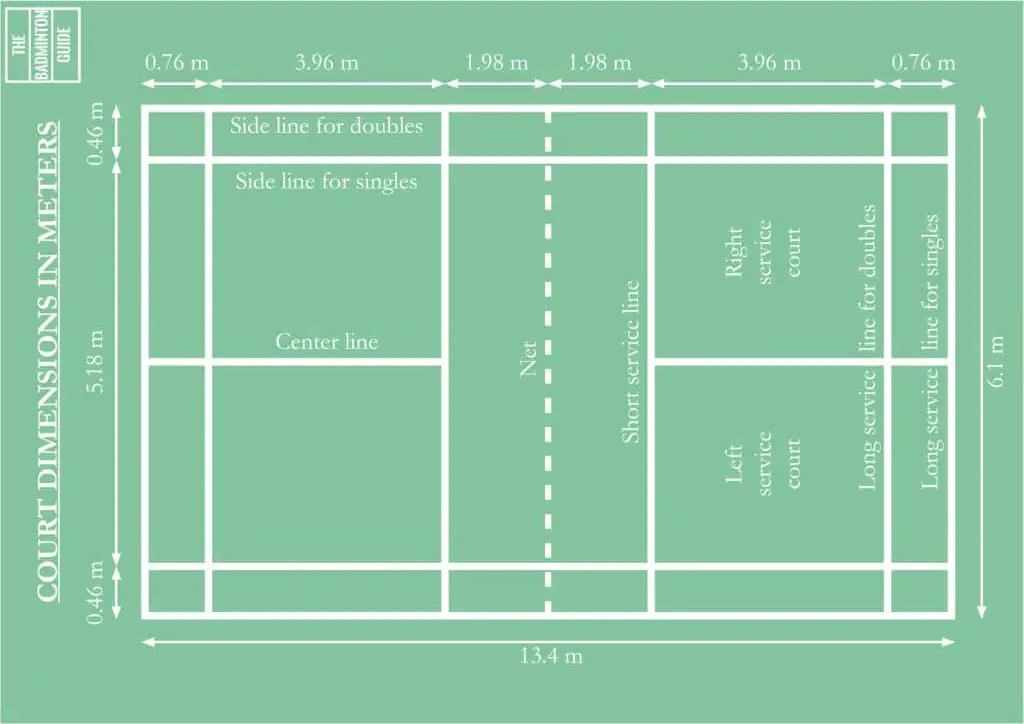 THE
BADMINTON
GUIDE
0.76 m
3.96 m
1.98 m
1.98 m
3.96 m
0.76 m
COURT DIMENSIONS IN METERS
0.46 m
5.18 m
0.46 m
Side line for doubles
Side line for singles
Center line
Net
Short service line
Right
service
court
Left
service
court
Long service line for doubles
Long service line for singles
6.1 m
13.4 m